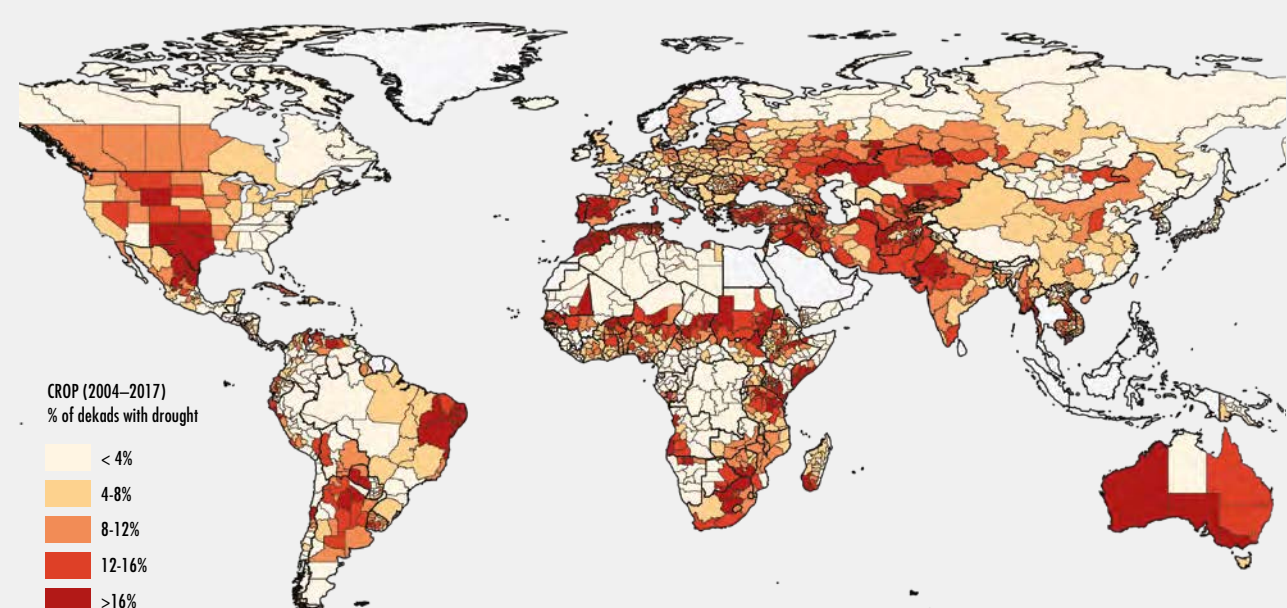 CROP (2004–2017)
% of dekads with drought
< 4%
4-8%
8-12%
12-16%
>16%